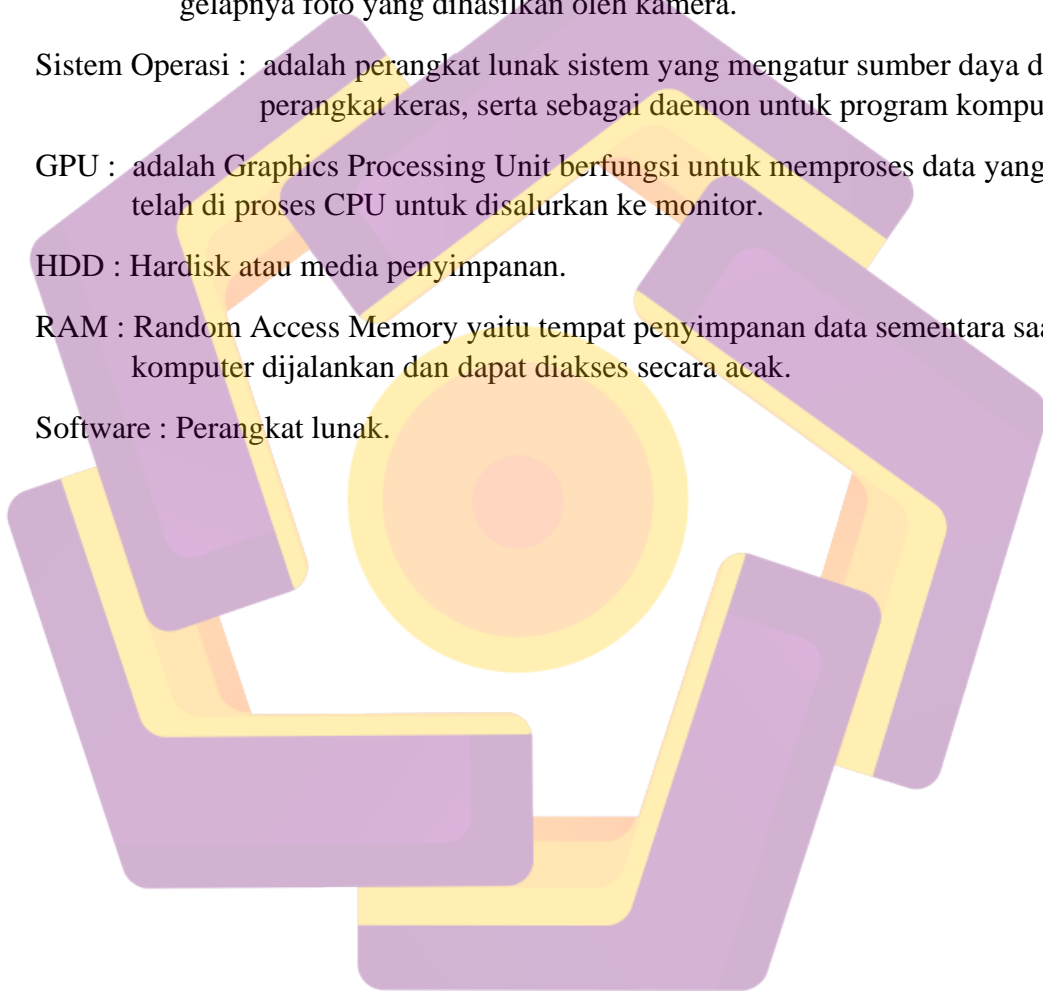 gelapnya foto yang dihasilkan oleh kamera.
Sistem Operasi : adalah perangkat lunak sistem yang mengatur sumber daya d
perangkat keras, serta sebagai daemon untuk program kompu
GPU : adalah Graphics Processing Unit berfungsi untuk memproses data yang
telah di proses CPU untuk disalurkan ke monitor.
HDD : Hardisk atau media penyimpanan.
RAM : Random Access Memory yaitu tempat penyimpanan data sementara saa
komputer dijalankan dan dapat diakses secara acak.
Software : Perangkat lunak.